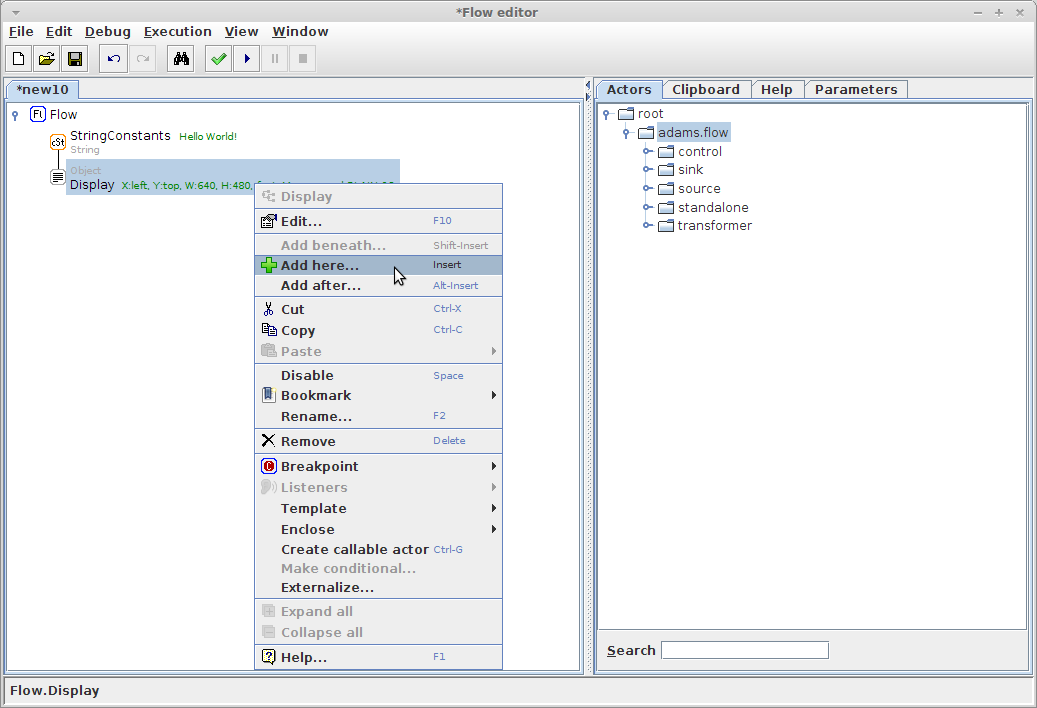 *Flow editor
File Edit Debug Execution View Window
*new10
Flow
cSt StringConstants Hello World!
String
Object
Display X:left, Y:top, W:640, H:480,
Display
Edit... F10
Add beneath... Shift-Insert
Add here... Insert
Add after... Alt-Insert
Cut Ctrl-X
Copy Ctrl-C
Paste
Disable Space
Bookmark
Rename... F2
Remove Delete
Breakpoint
Listeners
Template
Enclose
Create callable actor Ctrl-G
Make conditional...
Externalize...
Expand all
Collapse all
Help... F1
Actors Clipboard Help Parameters
root
adams.flow
control
sink
source
standalone
transformer
Search
Flow.Display